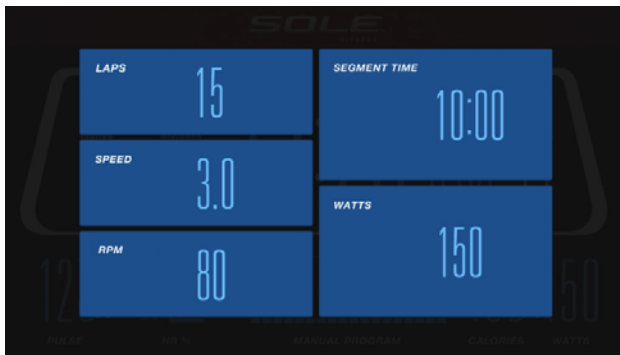 SOLE
LAPS
15
SEGMENT TIME
10:00
SPEED
3.0
WATTS
150
RPM
80
PULSE
HR %
MANUAL PROGRAM
CALORIES
WATTS